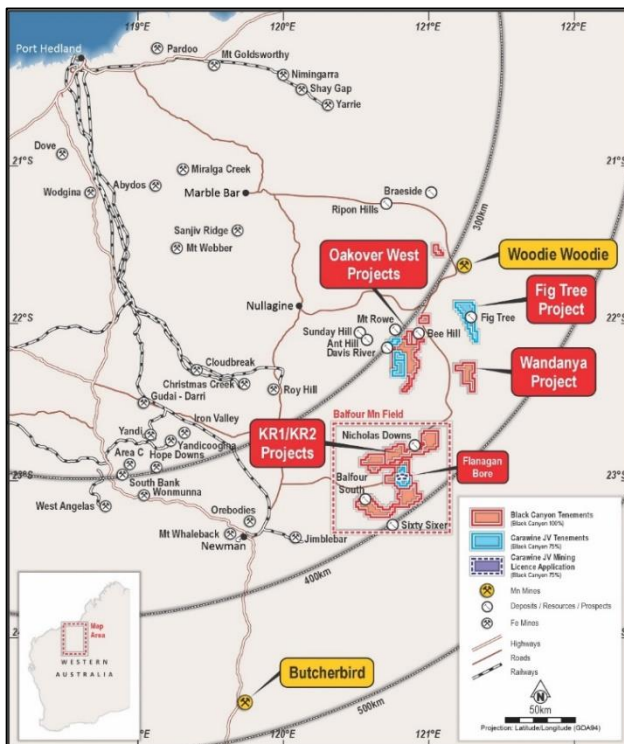 119°E
120°E
121°E
122°E
Port Hedland
Pardoo
Mt Goldsworthy
Nimingarra
Shay Gap
Yarrie
Dove
21°S
21°S
Miralga Creek
Wodgina
Abydos
Marble Bar
Braeside
Ripon Hills
300km
Sanjiv Ridge
Mt Webber
Oakover West
Projects
Woodie Woodie
Fig Tree
Project
Nullagine
22°S
22°S
Mt Rowe
Fig Tree
Sunday Hill
Bee Hill
Ant Hill
Davis River
Wandanya
Project
Cloudbreak
Christmas Creek
Roy Hill
Gudai - Darri
Iron Valley
Balfour Mn Field
KR1/KR2
Projects
Nicholas Downs
Yandi
Yandicoogina
Area C
Hope Downs
Flanagan
Bore
23°S
23°S
South Bank
Balfour
South
West Angelas
Wonmunna
Orebodies
Sixty Sixer
Mt Whaleback
Newman
Jimblebar
400km
Black Canyon Tenements
(Black Canyon 100%)
Carawine JV Tenements
(Black Canyon 75%)
Carawine JV Mining
Licence Application
(Black Canyon 75%)
Mn Mines
Deposits / Resources / Prospects
Fe Mines
Highways
Roads
Railways
N
50km
Projection: Latitude/Longitude (GDA94)
Map
Area
WESTERN
AUSTRALIA
Butcherbird
500km
119°E
120°E
121°E